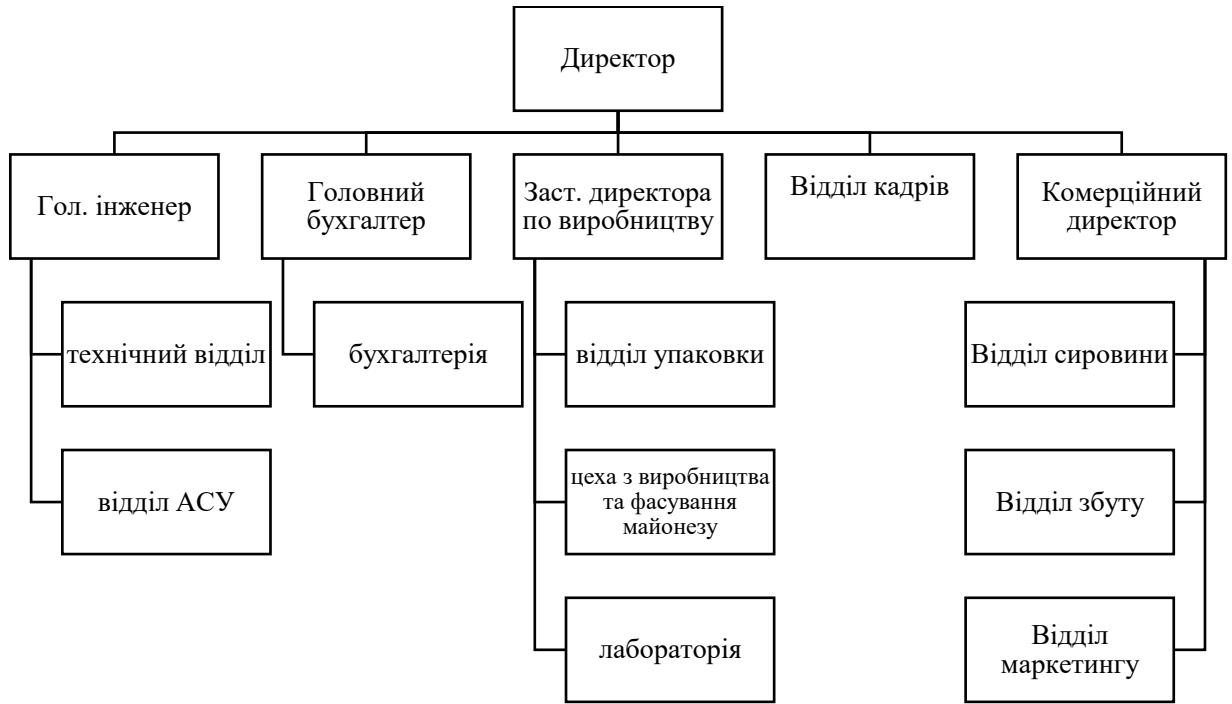 Директор
Гол. інженер
Головний
бухгалтер
Заст. директора
по виробництву
Відділ кадрів
Комерційний
директор
технічний відділ
бухгалтерія
відділ упаковки
Відділ сировини
відділ АСУ
цеха з виробництва
та фасування
майонезу
Відділ збуту
лабораторія
Відділ
маркетингу